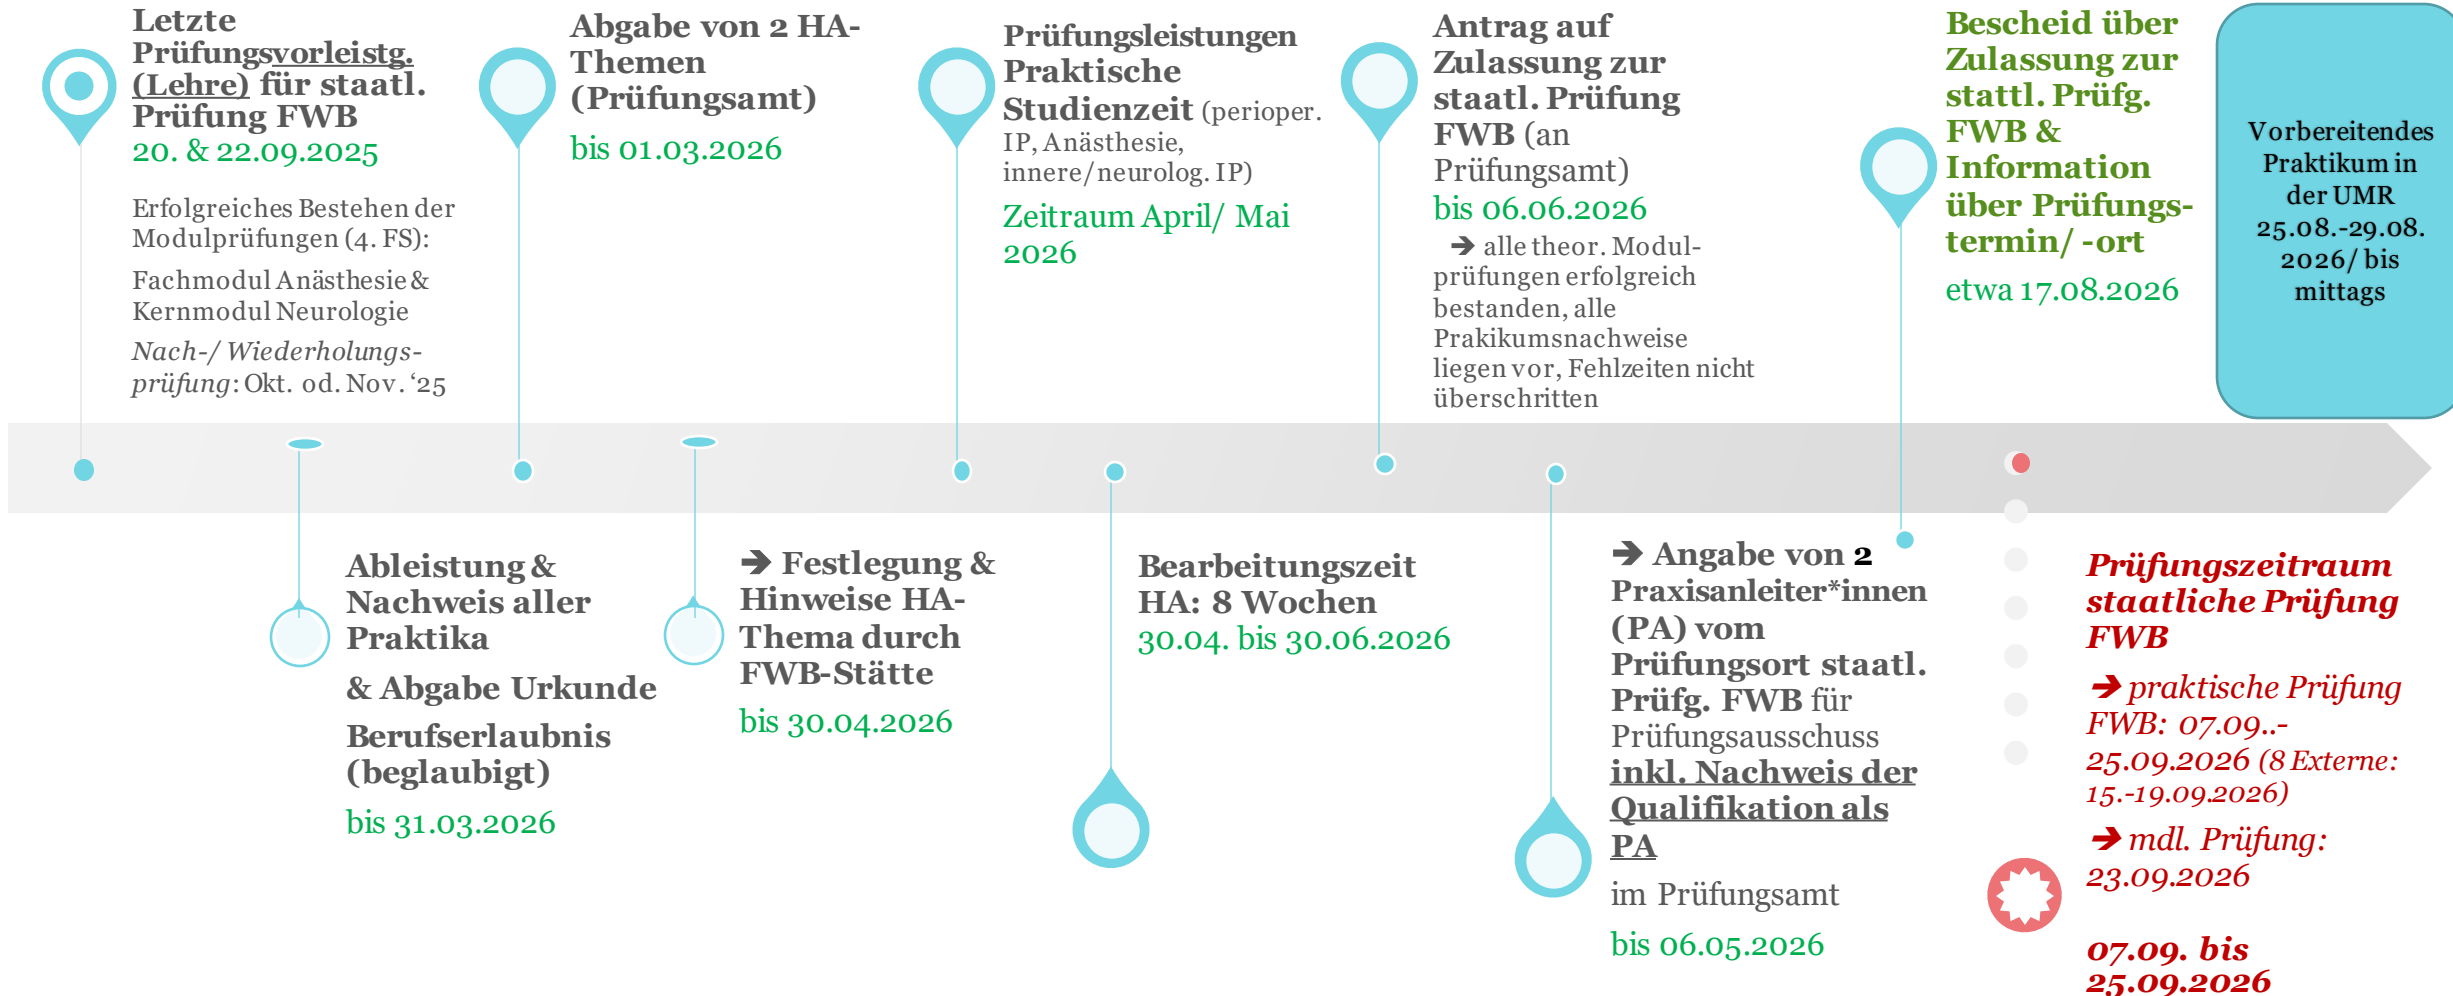 Letzte
Prüfungsvorleistg.
(Lehre) für staatl.
Prüfung FWB
20. & 22.09.2025
Erfolgreiches Bestehen der
Modulprüfungen (4. FS):
Fachmodul Anästhesie &
Kernmodul Neurologie
Nach-/ Wiederholungs-
prüfung: Okt. od. Nov. ‘25
Abgabe von 2 HA-
Themen
(Prüfungsamt)
bis 01.03.2026
Prüfungsleistungen
Praktische
Studienzeit (perioper.
IP, Anästhesie,
innere/neurolog. IP)
Zeitraum April/ Mai
2026
Antrag auf
Zulassung zur
staatl. Prüfung
FWB (an
Prüfungsamt)
bis 06.06.2026
➔ alle theor. Modul-
prüfungen erfolgreich
bestanden, alle
Prakikumsnachweise
liegen vor, Fehlzeiten nicht
überschritten
Bescheid über
Zulassung zur
stattl. Prüfg.
FWB &
Information
über Prüfungs-
termin/ -ort
etwa 17.08.2026
Vorbereitendes
Praktikum in
der UMR
25.08.-29.08.
2026/ bis
mittags
Ableistung &
Nachweis aller
Praktika
& Abgabe Urkunde
Berufserlaubnis
(beglaubigt)
bis 31.03.2026
➔ Festlegung &
Hinweise HA-
Thema durch
FWB-Stätte
bis 30.04.2026
Bearbeitungszeit
HA: 8 Wochen
30.04. bis 30.06.2026
➔ Angabe von 2
Praxisanleiter*innen
(PA) vom
Prüfungsort staatl.
Prüfg. FWB für
Prüfungsausschuss
inkl. Nachweis der
Qualifikation als
PA
im Prüfungsamt
bis 06.05.2026
Prüfungszeitraum
staatliche Prüfung
FWB
➔ praktische Prüfung
FWB: 07.09..-
25.09.2026 (8 Externe:
15.-19.09.2026)
➔ mdl. Prüfung:
23.09.2026
07.09. bis
25.09.2026